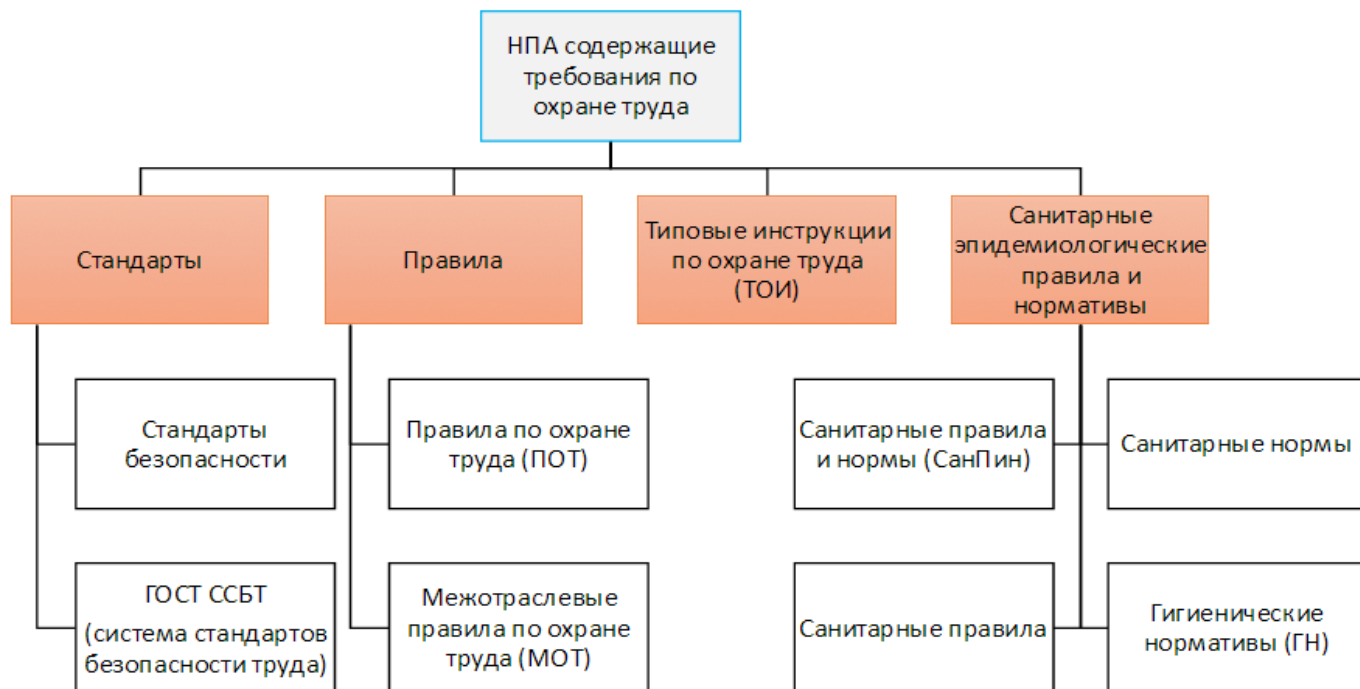 НПА содержащие
требования по
охране труда
Стандарты
Правила
Типовые инструкции
по охране труда
(ТОИ)
Санитарные
эпидемиологические
правила и
нормативы
Стандарты
безопасности
Правила по охране
труда (ПОТ)
Санитарные правила
и нормы (СанПин)
Санитарные нормы
ГОСТ ССБТ
(система стандартов
безопасности труда)
Межотраслевые
правила по охране
труда (МОТ)
Санитарные правила
Гигиенические
нормативы (ГН)